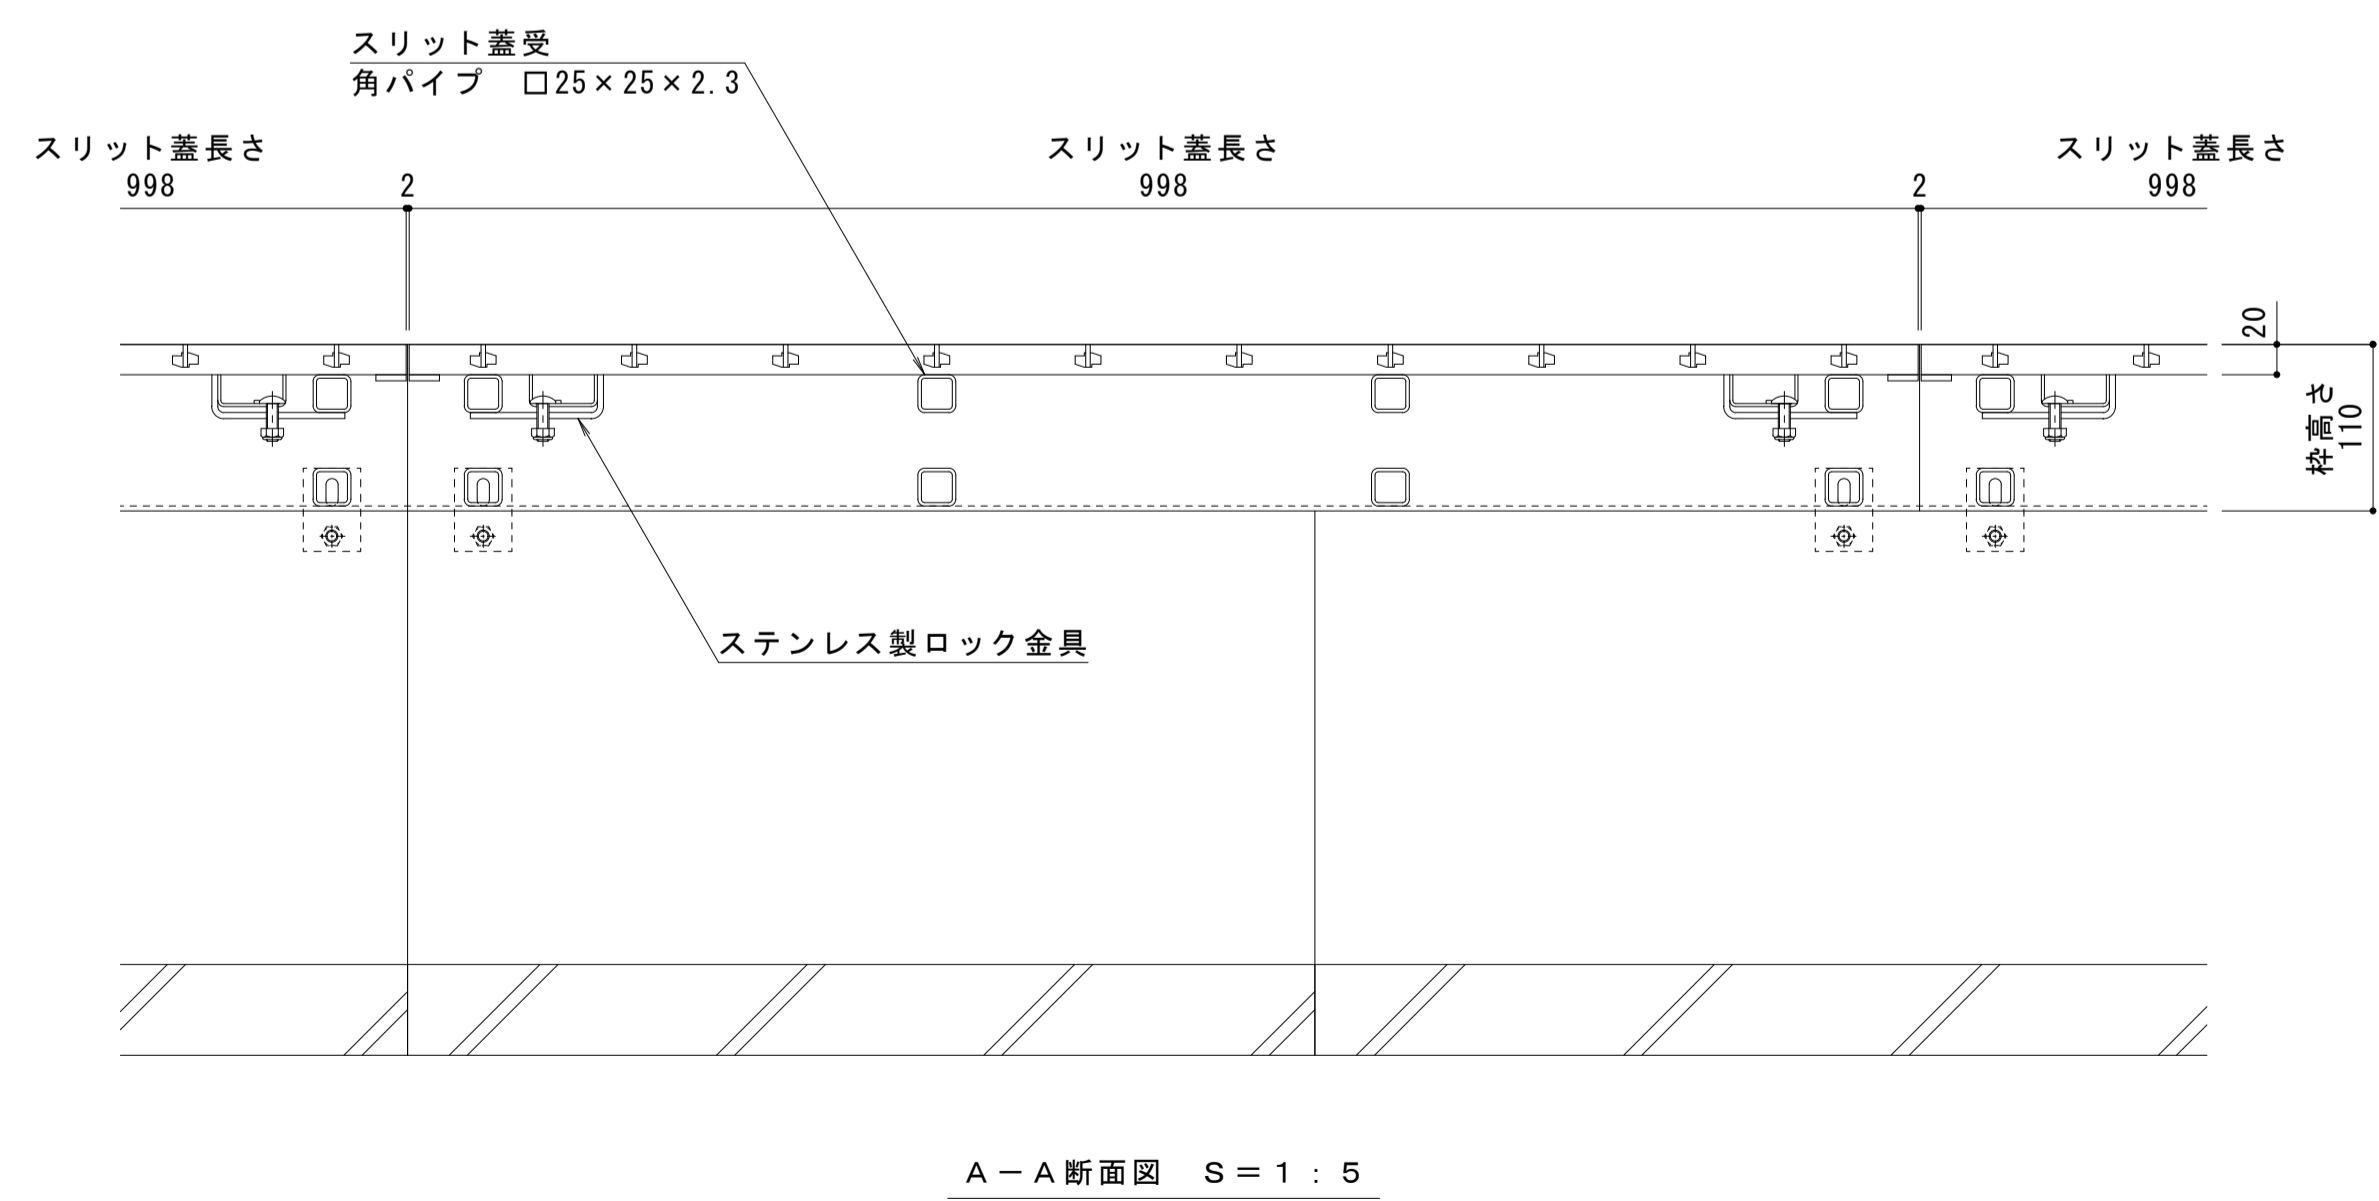 スリット蓋受
角パイプ　□25×25×2.3
スリット蓋長さ
998
2
スリット蓋長さ
998
2
スリット蓋長さ
998
20
枠高さ
110
ステンレス製ロック金具
Ａ－Ａ断面図　Ｓ＝１：５